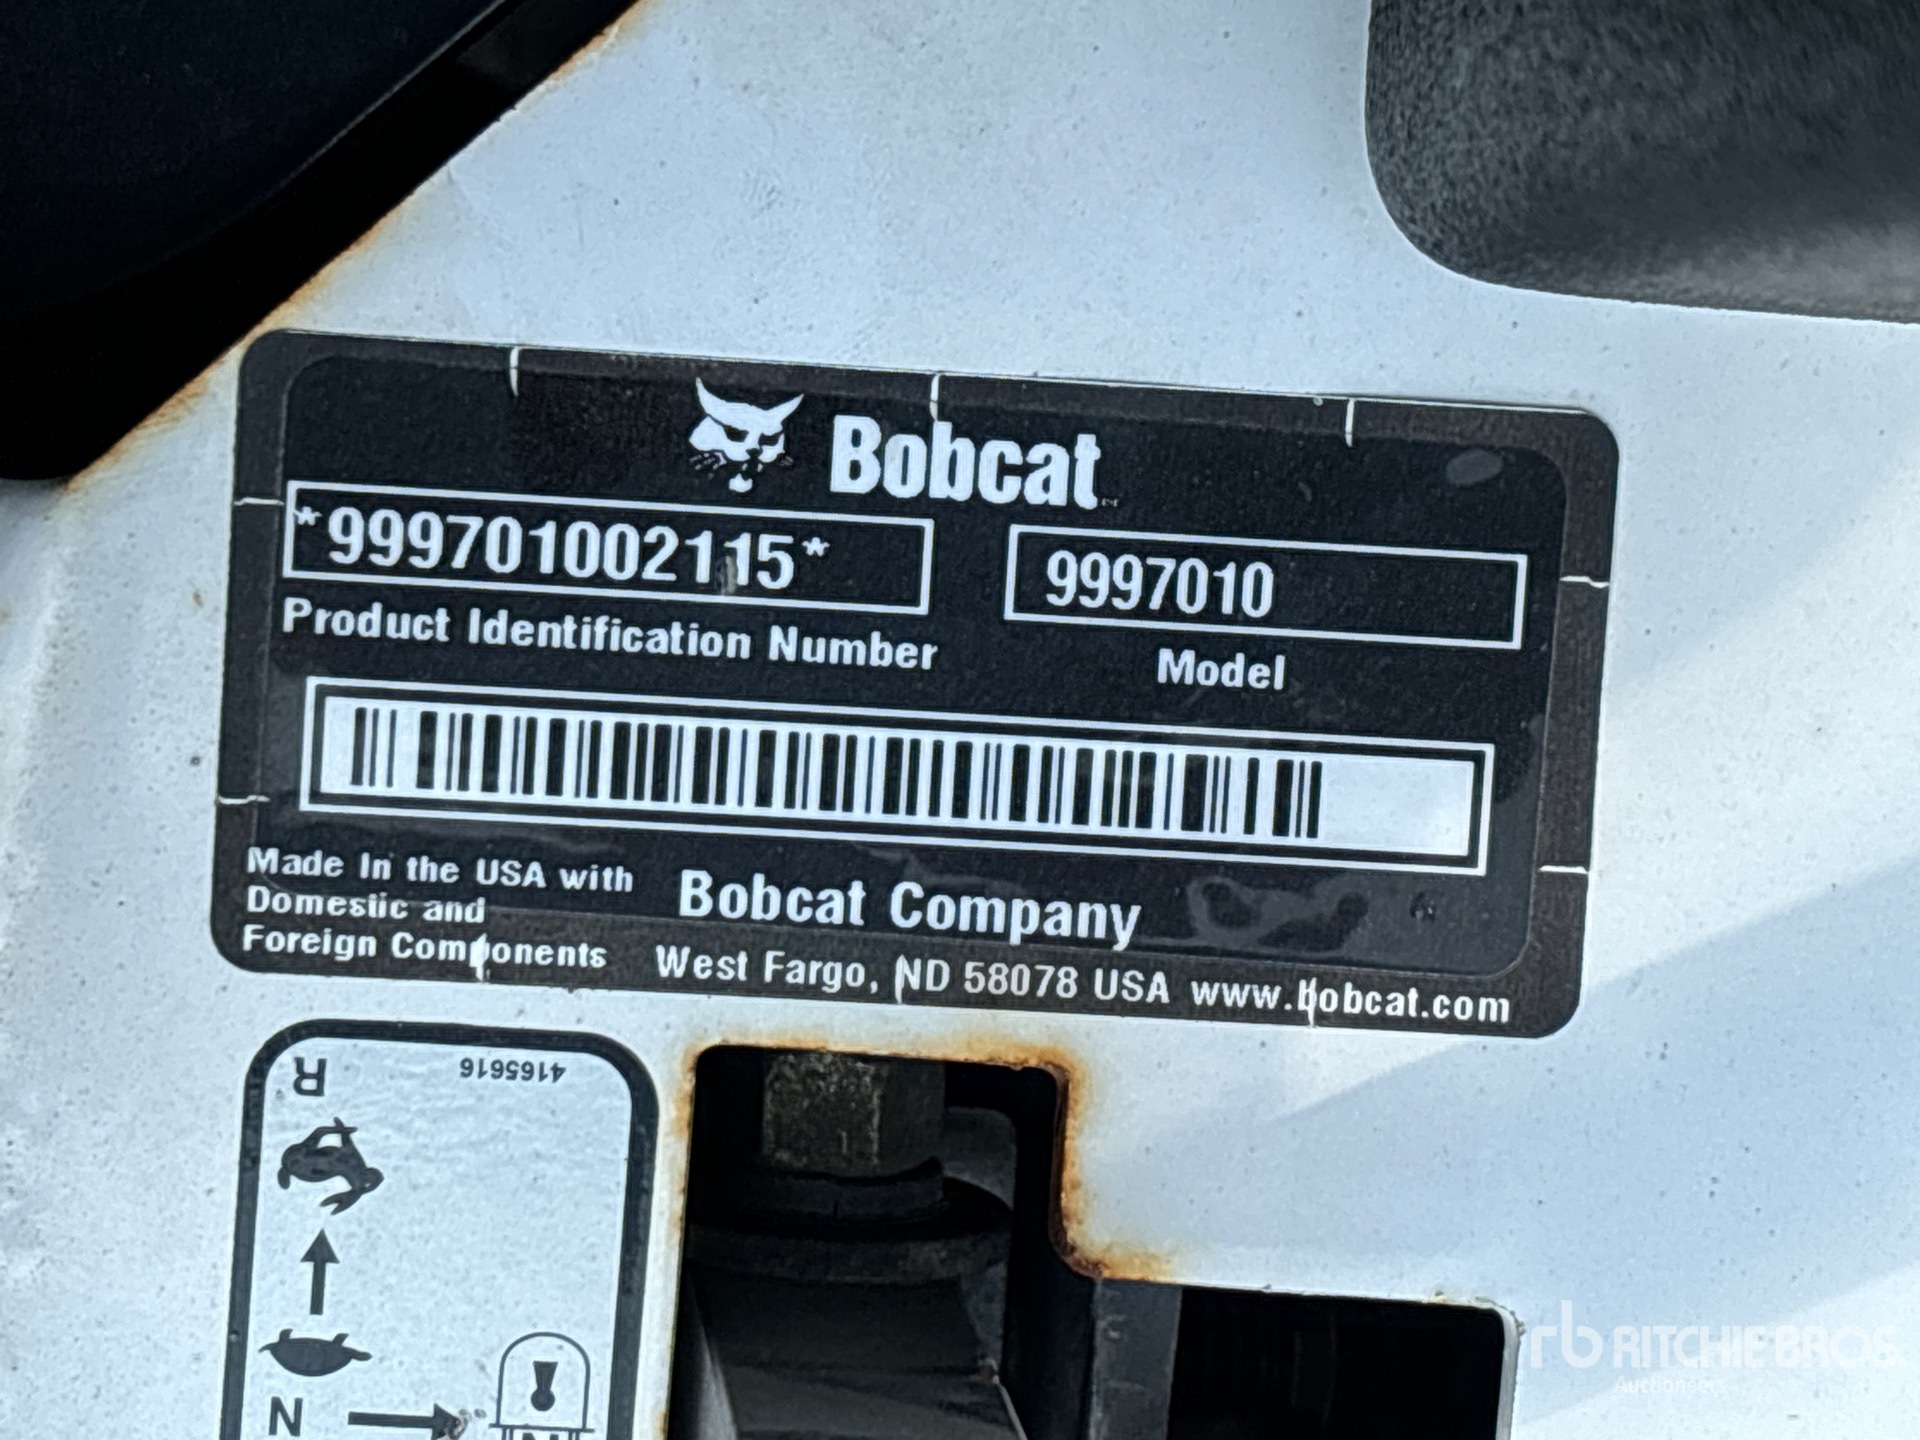 Bobcat
*999701002115*
9997010
Product Identification Number
Model
Made In the USA with
Domestic and
Foreign Components
Bobcat Company
West Fargo, ND 58078 USA www.bobcat.com
R
4165616
N
N
rb RITCHIE BROS.
Auctioneers